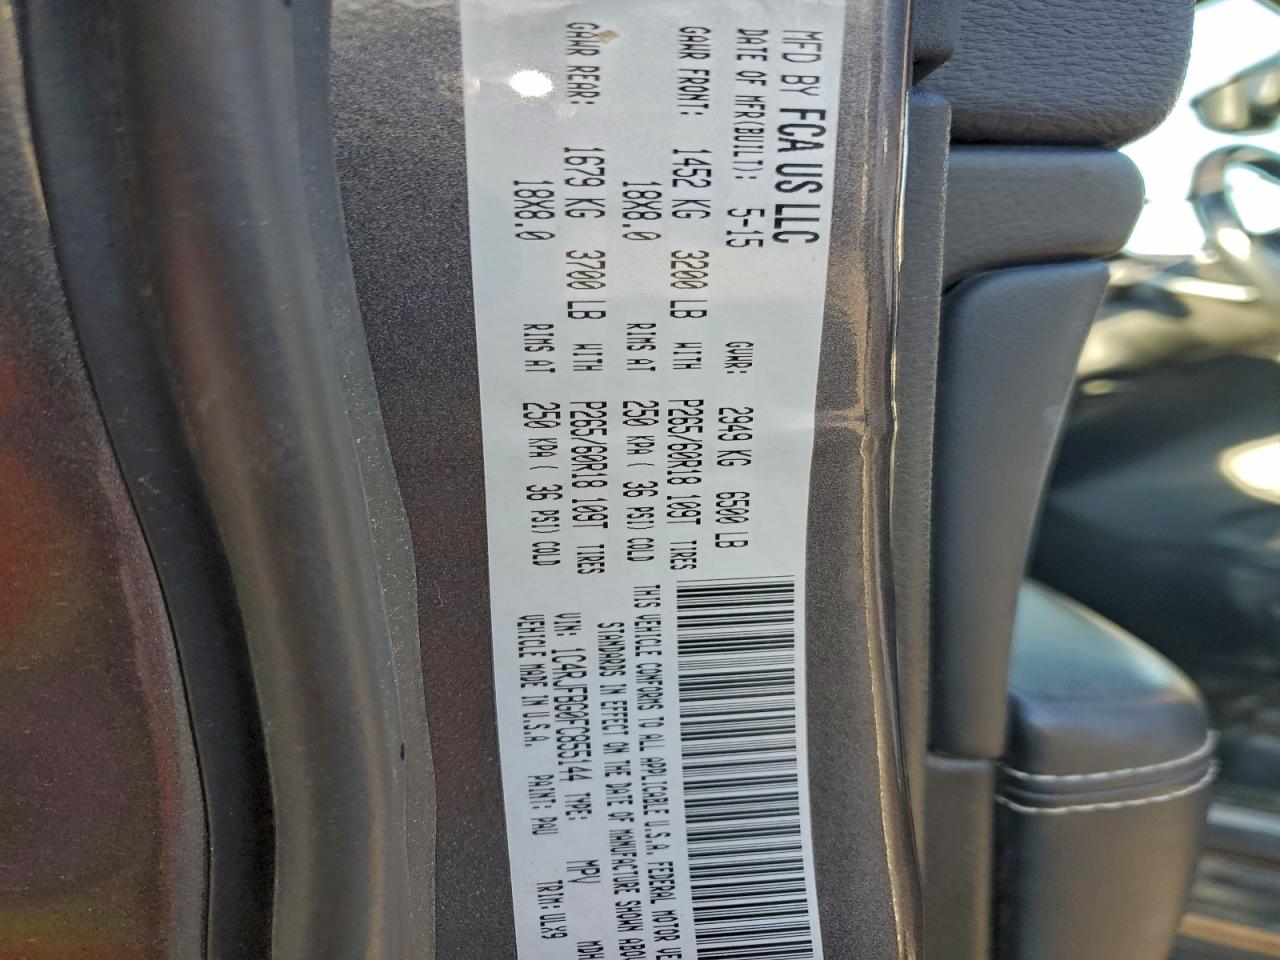 MFD BY FCA US LLC
DATE OF MFR(BUILT): 5-15 GVWR: 2949 KG 6500 LB
GAWR FRONT: 1452 KG 3200 LB WITH P265/60R18 109T TIRES
18X8.0 RIMS AT 250 KPA ( 36 PSI) COLD
GAWR REAR: 1679 KG 3700 LB WITH P265/60R18 109T TIRES
18X8.0 RIMS AT 250 KPA ( 36 PSI) COLD
THIS VEHICLE CONFORMS TO ALL APPLICABLE U.S.A. FEDERAL MOTOR VE
STANDARDS IN EFFECT ON THE DATE OF MANUFACTURE SHOWN ABOV
VIN: 1C4RJFBG0FC855144 TYPE: MPV MDH
VEHICLE MADE IN U.S.A. PAINT: PAU TRIM: ULX9